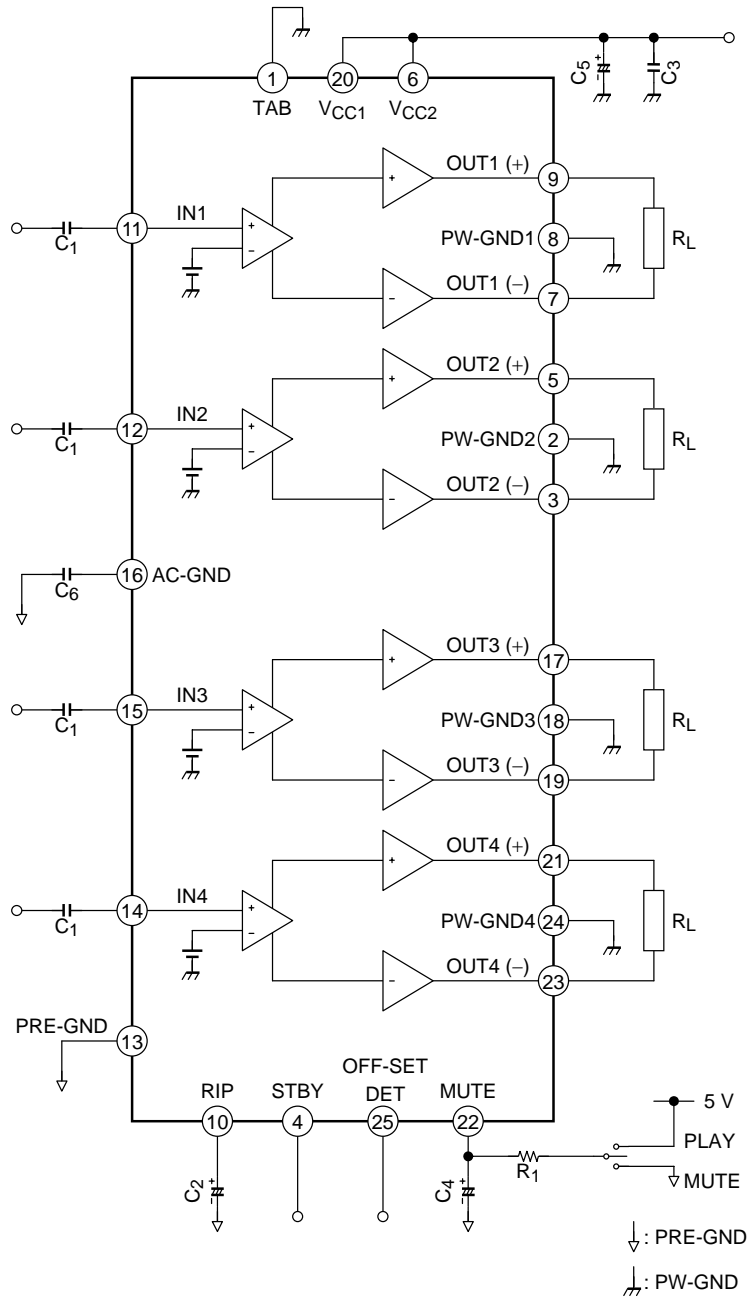 1
TAB
20
VCC1
6
VCC2
C5
+
-
C3
C1
11
IN1
+
-
+
OUT1 (+)
9
PW-GND1
8
RL
-
OUT1 (-)
7
C1
12
IN2
+
-
+
OUT2 (+)
5
PW-GND2
2
RL
-
OUT2 (-)
3
C6
16
AC-GND
C1
15
IN3
+
-
+
OUT3 (+)
17
PW-GND3
18
RL
-
OUT3 (-)
19
C1
14
IN4
+
-
+
OUT4 (+)
21
PW-GND4
24
RL
-
OUT4 (-)
23
PRE-GND
13
RIP
10
STBY
4
OFF-SET
DET
25
MUTE
22
C2
+
-
C4
+
-
R1
5 V
PLAY
MUTE
: PRE-GND
: PW-GND